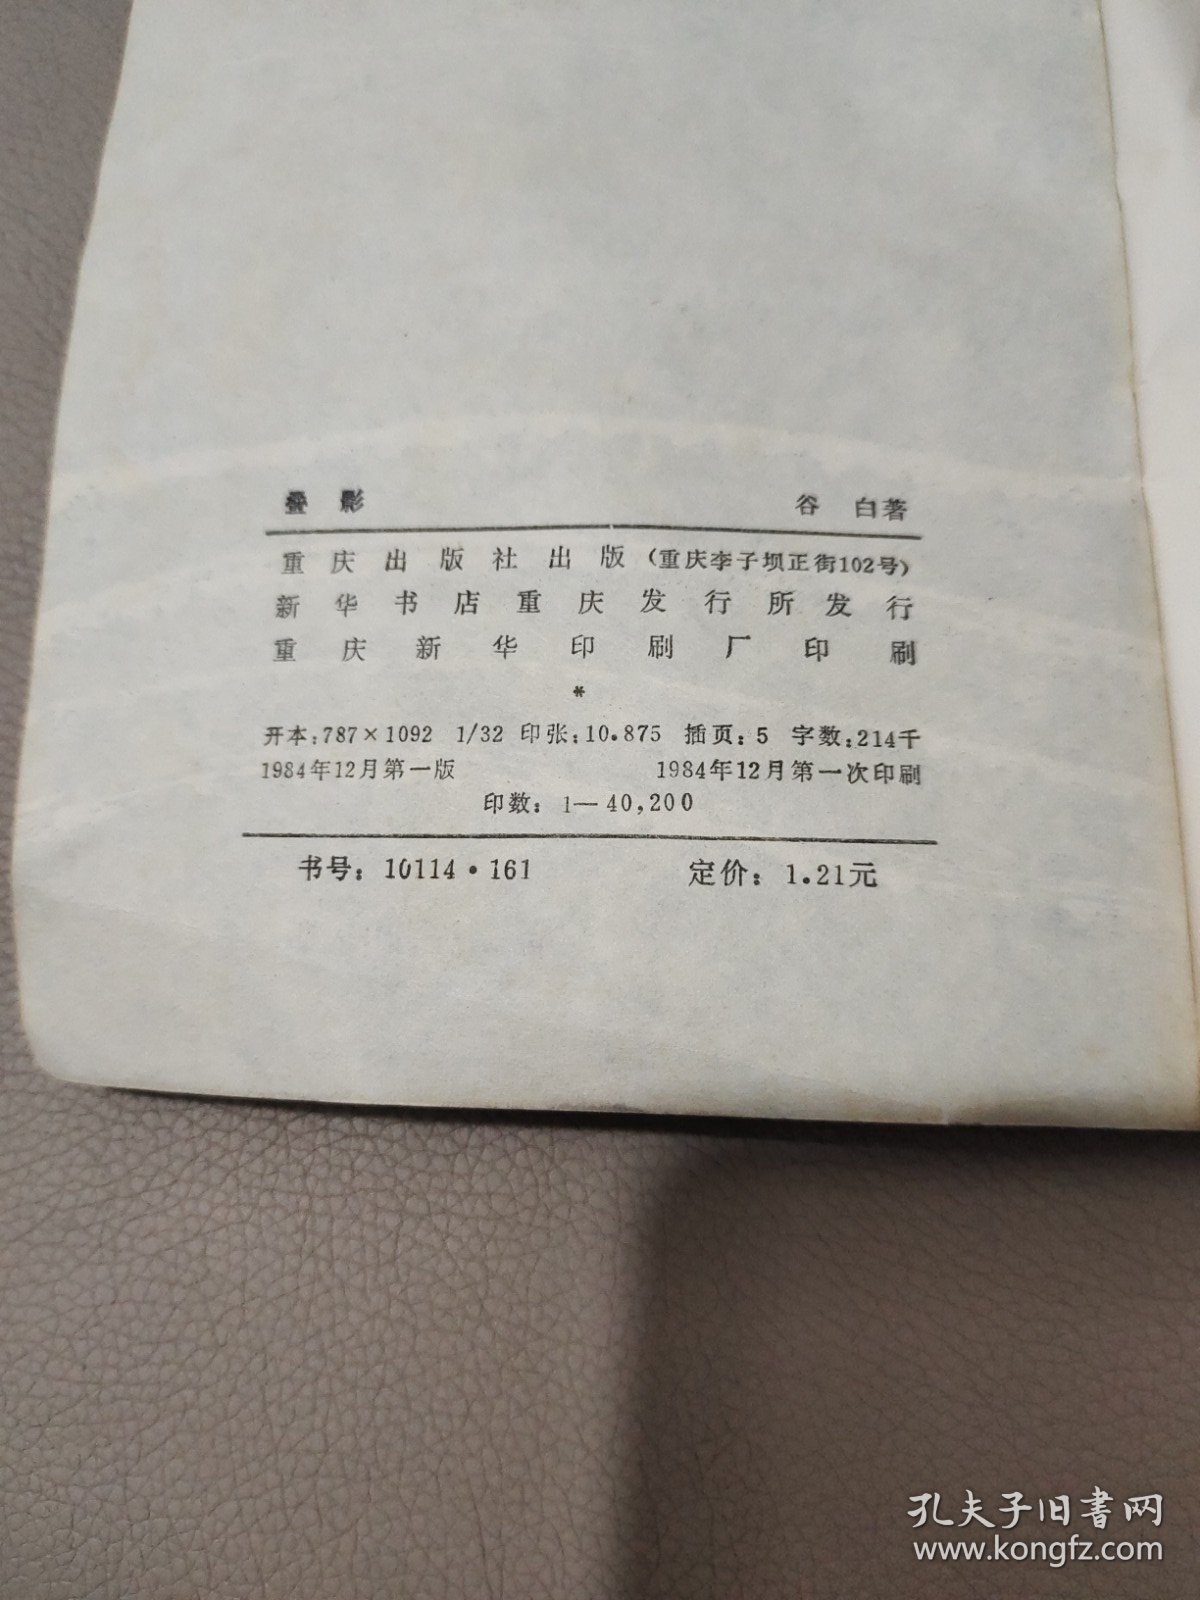 叠影 谷白著
重庆出版社出版(重庆李子坝正街102号)
新华书店重庆发行所发行
重庆新华印刷厂印刷
*
开本:787×1092 1/32 印张:10.875 插页:5 字数:214千
1984年12月第一版 1984年12月第一次印刷
印数:1—40,200
书号:10114·161 定价:1.21元
孔夫子旧書网
www.kongfz.com